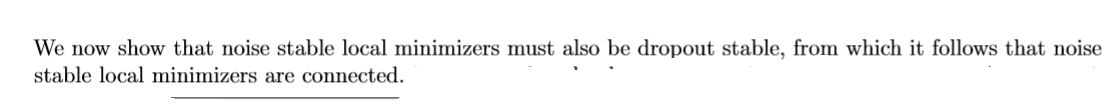 We now show that noise stable local minimizers must also be dropout stable, from which it follows that noise
stable local minimizers are connected.